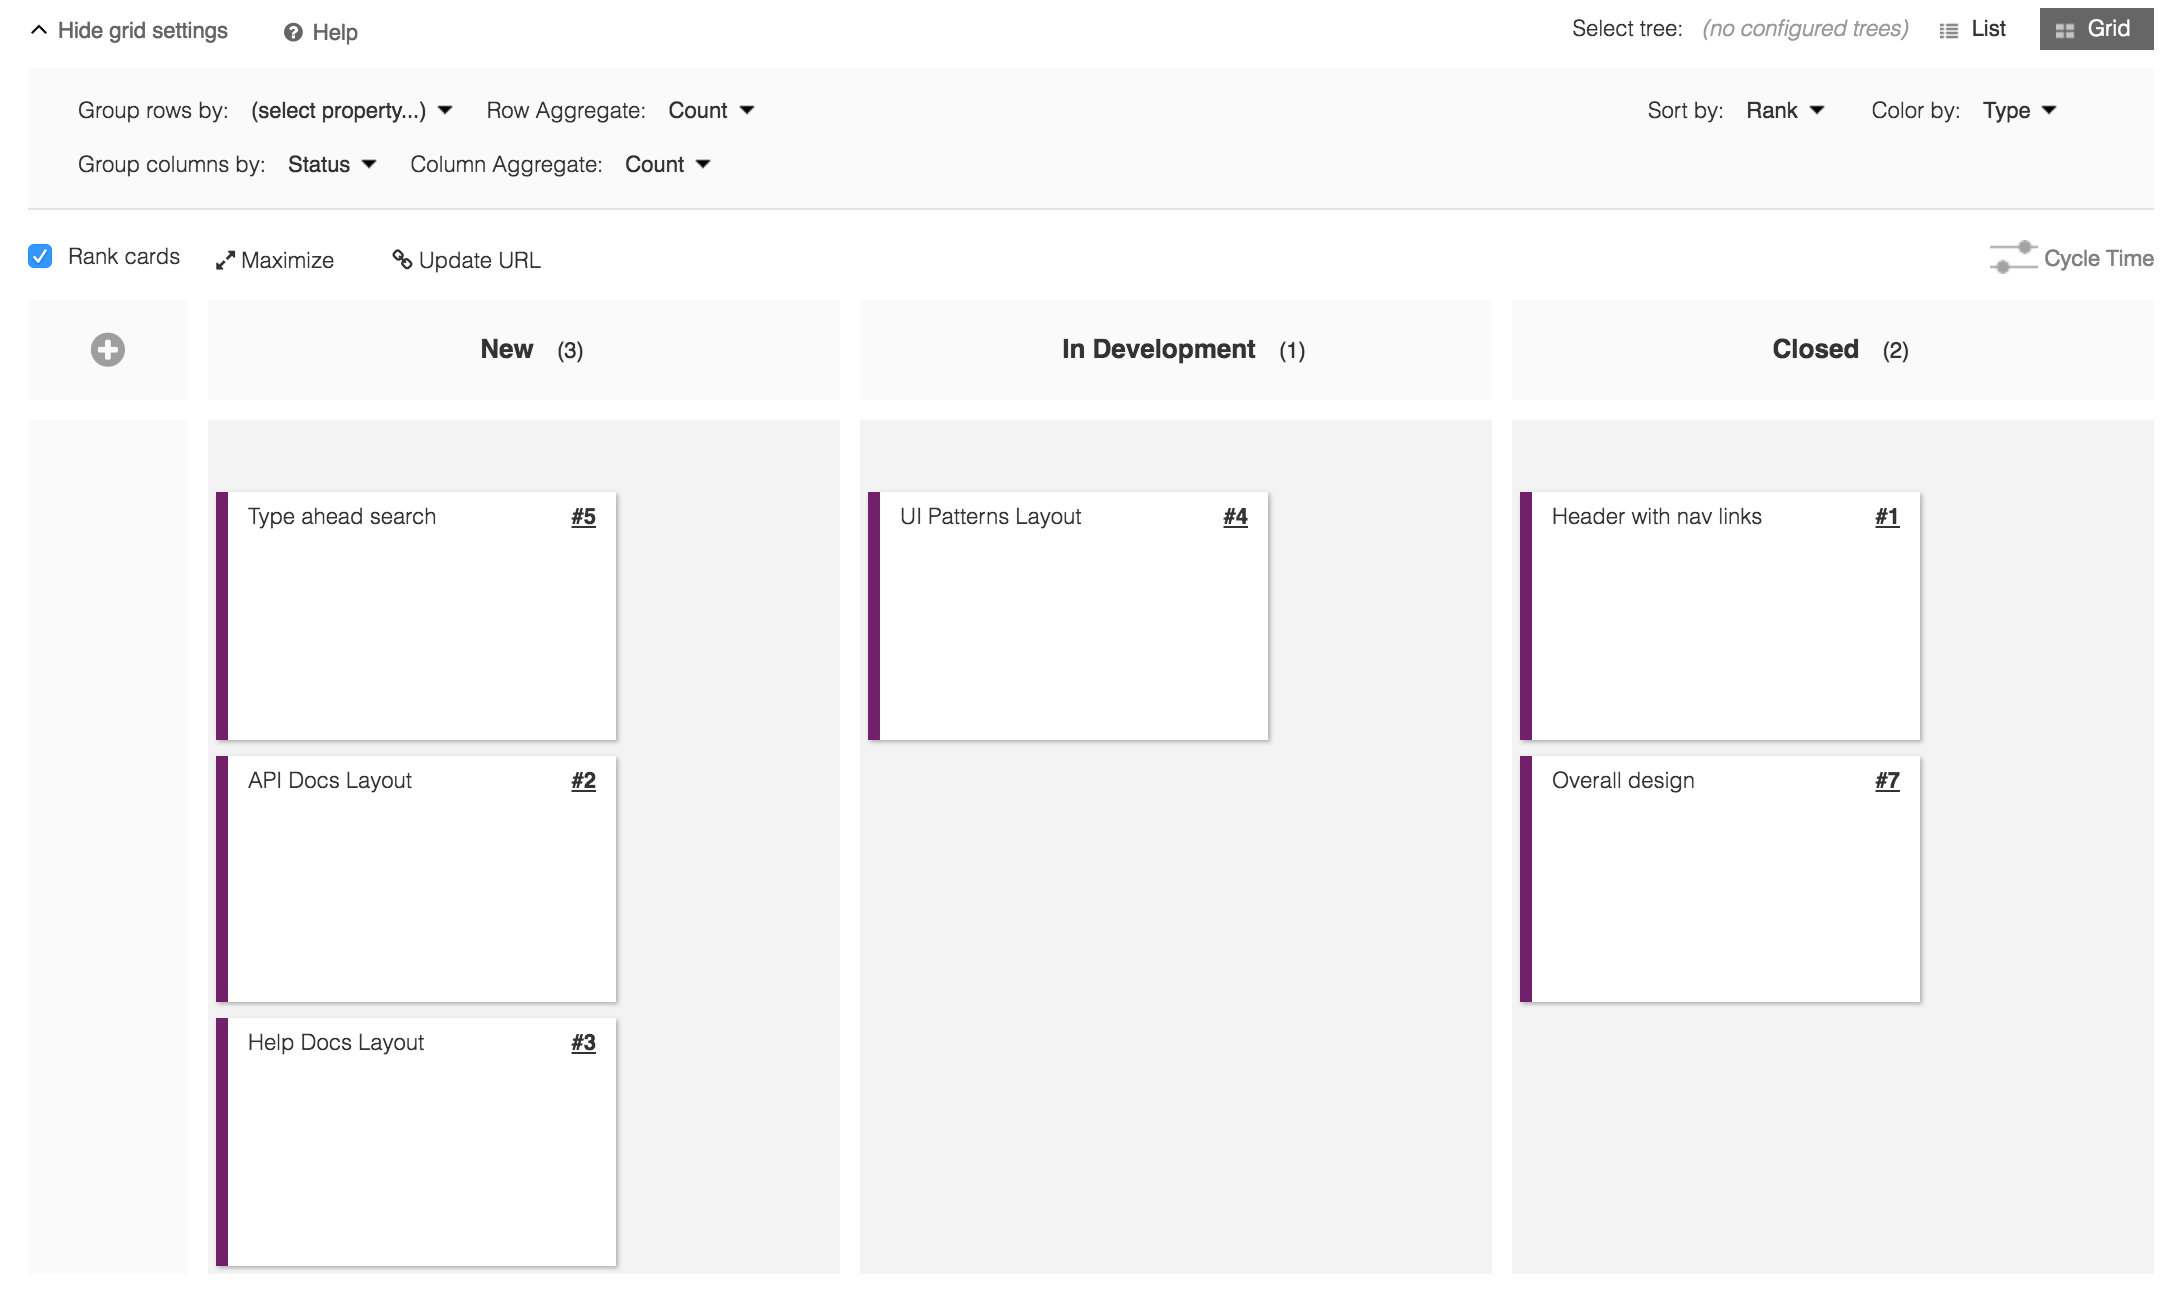 Hide grid settings
Help
Select tree: (no configured trees)
List
Grid
Group rows by: (select property...)
Row Aggregate: Count
Sort by: Rank
Color by: Type
Group columns by: Status
Column Aggregate: Count
Rank cards
Maximize
Update URL
Cycle Time
New (3)
In Development (1)
Closed (2)
Type ahead search #5
UI Patterns Layout #4
Header with nav links #1
API Docs Layout #2
Overall design #7
Help Docs Layout #3